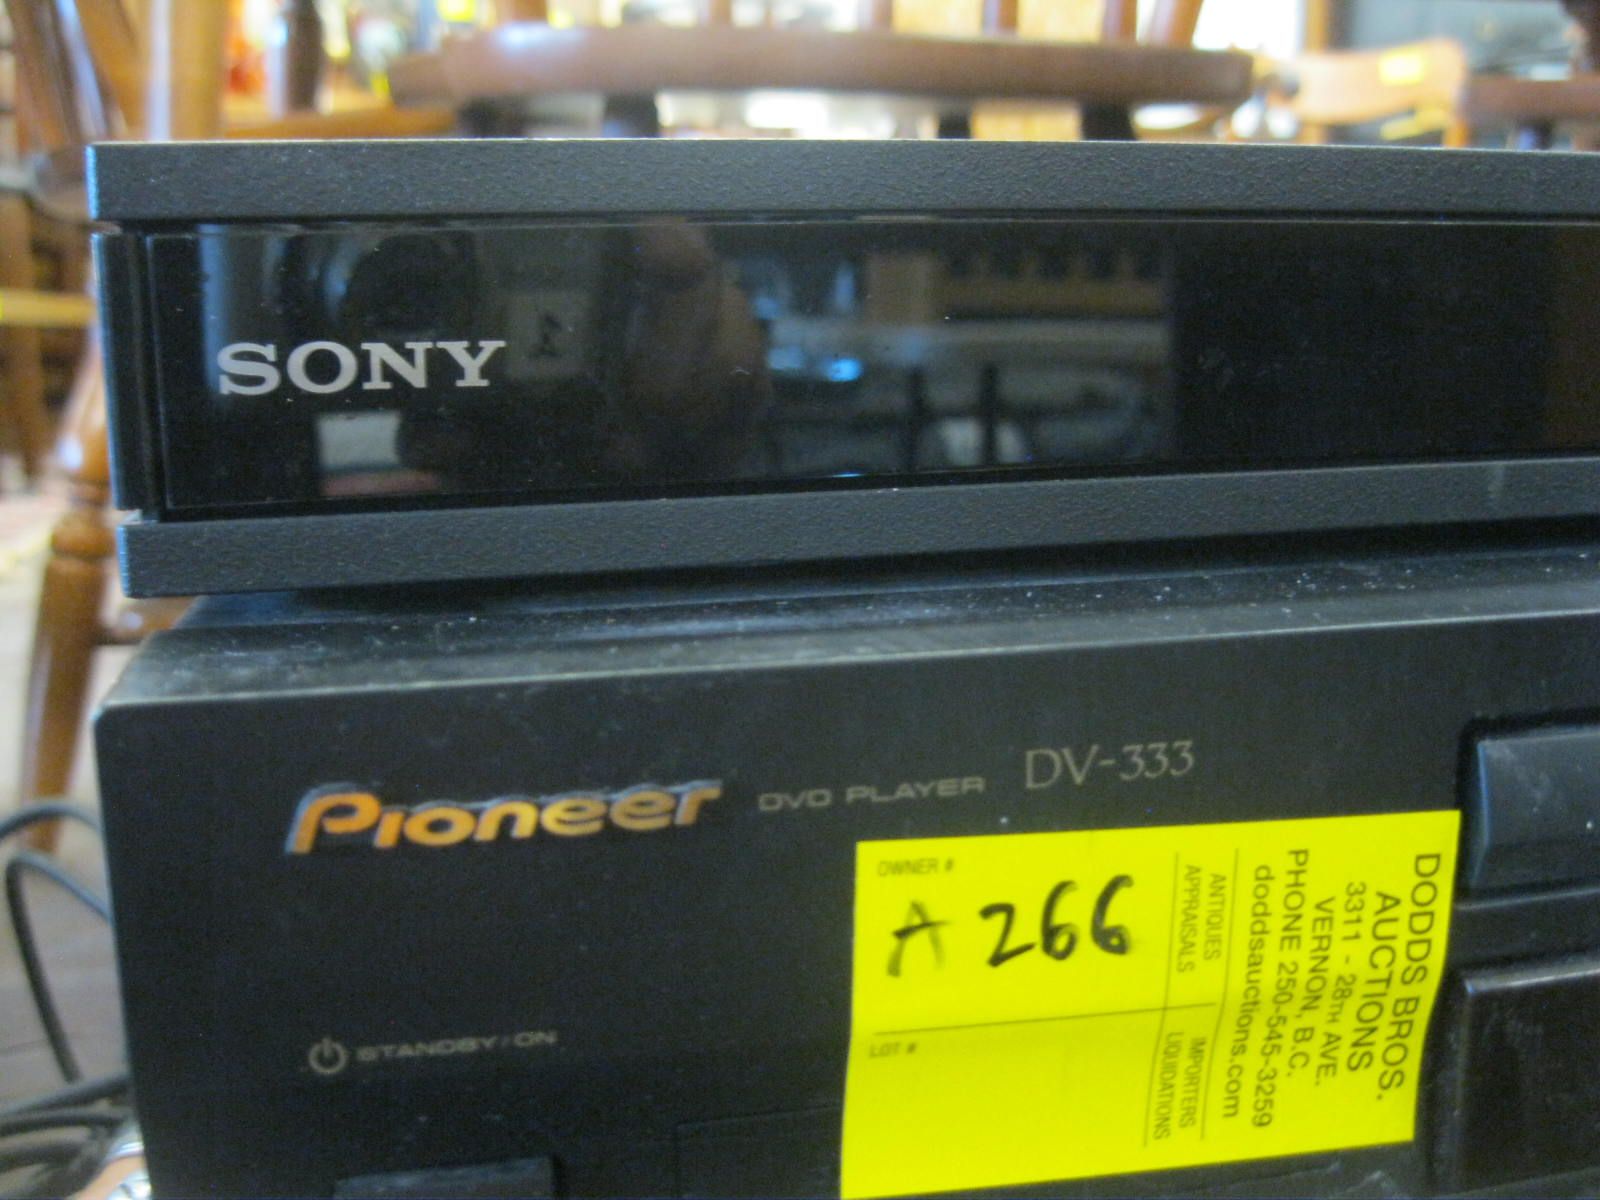 SONY
Pioneer DVD PLAYER DV-333
STANDBY/ON
OWNER #
A 266
LOT #
DODDS BROS.
AUCTIONS
3311 - 28TH AVE.
VERNON, B.C.
PHONE 250-545-3259
doddsauctions.com
ANTIQUES
APPRAISALS
IMPORTERS
LIQUIDATIONS